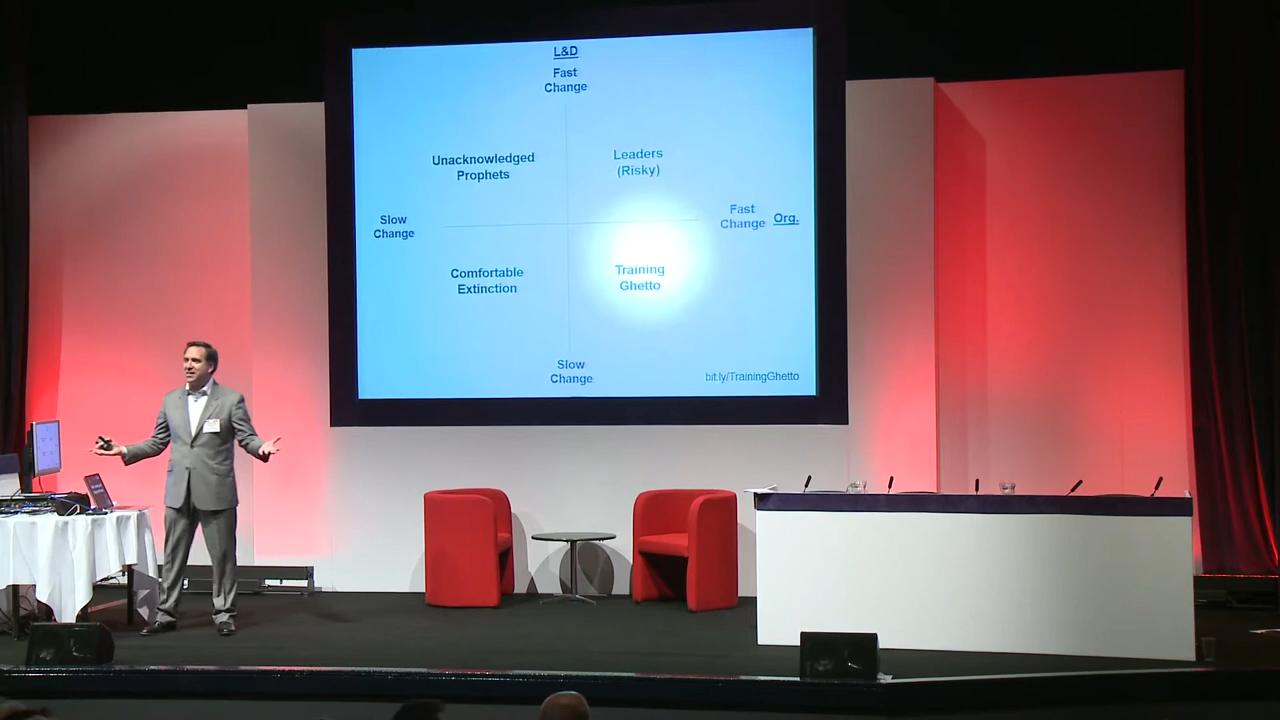 L&D
Fast
Change
Unacknowledged
Prophets
Leaders
(Risky)
Slow
Change
Fast
Change
Org.
Comfortable
Extinction
Training
Ghetto
Slow
Change
bit.ly/TrainingGhetto